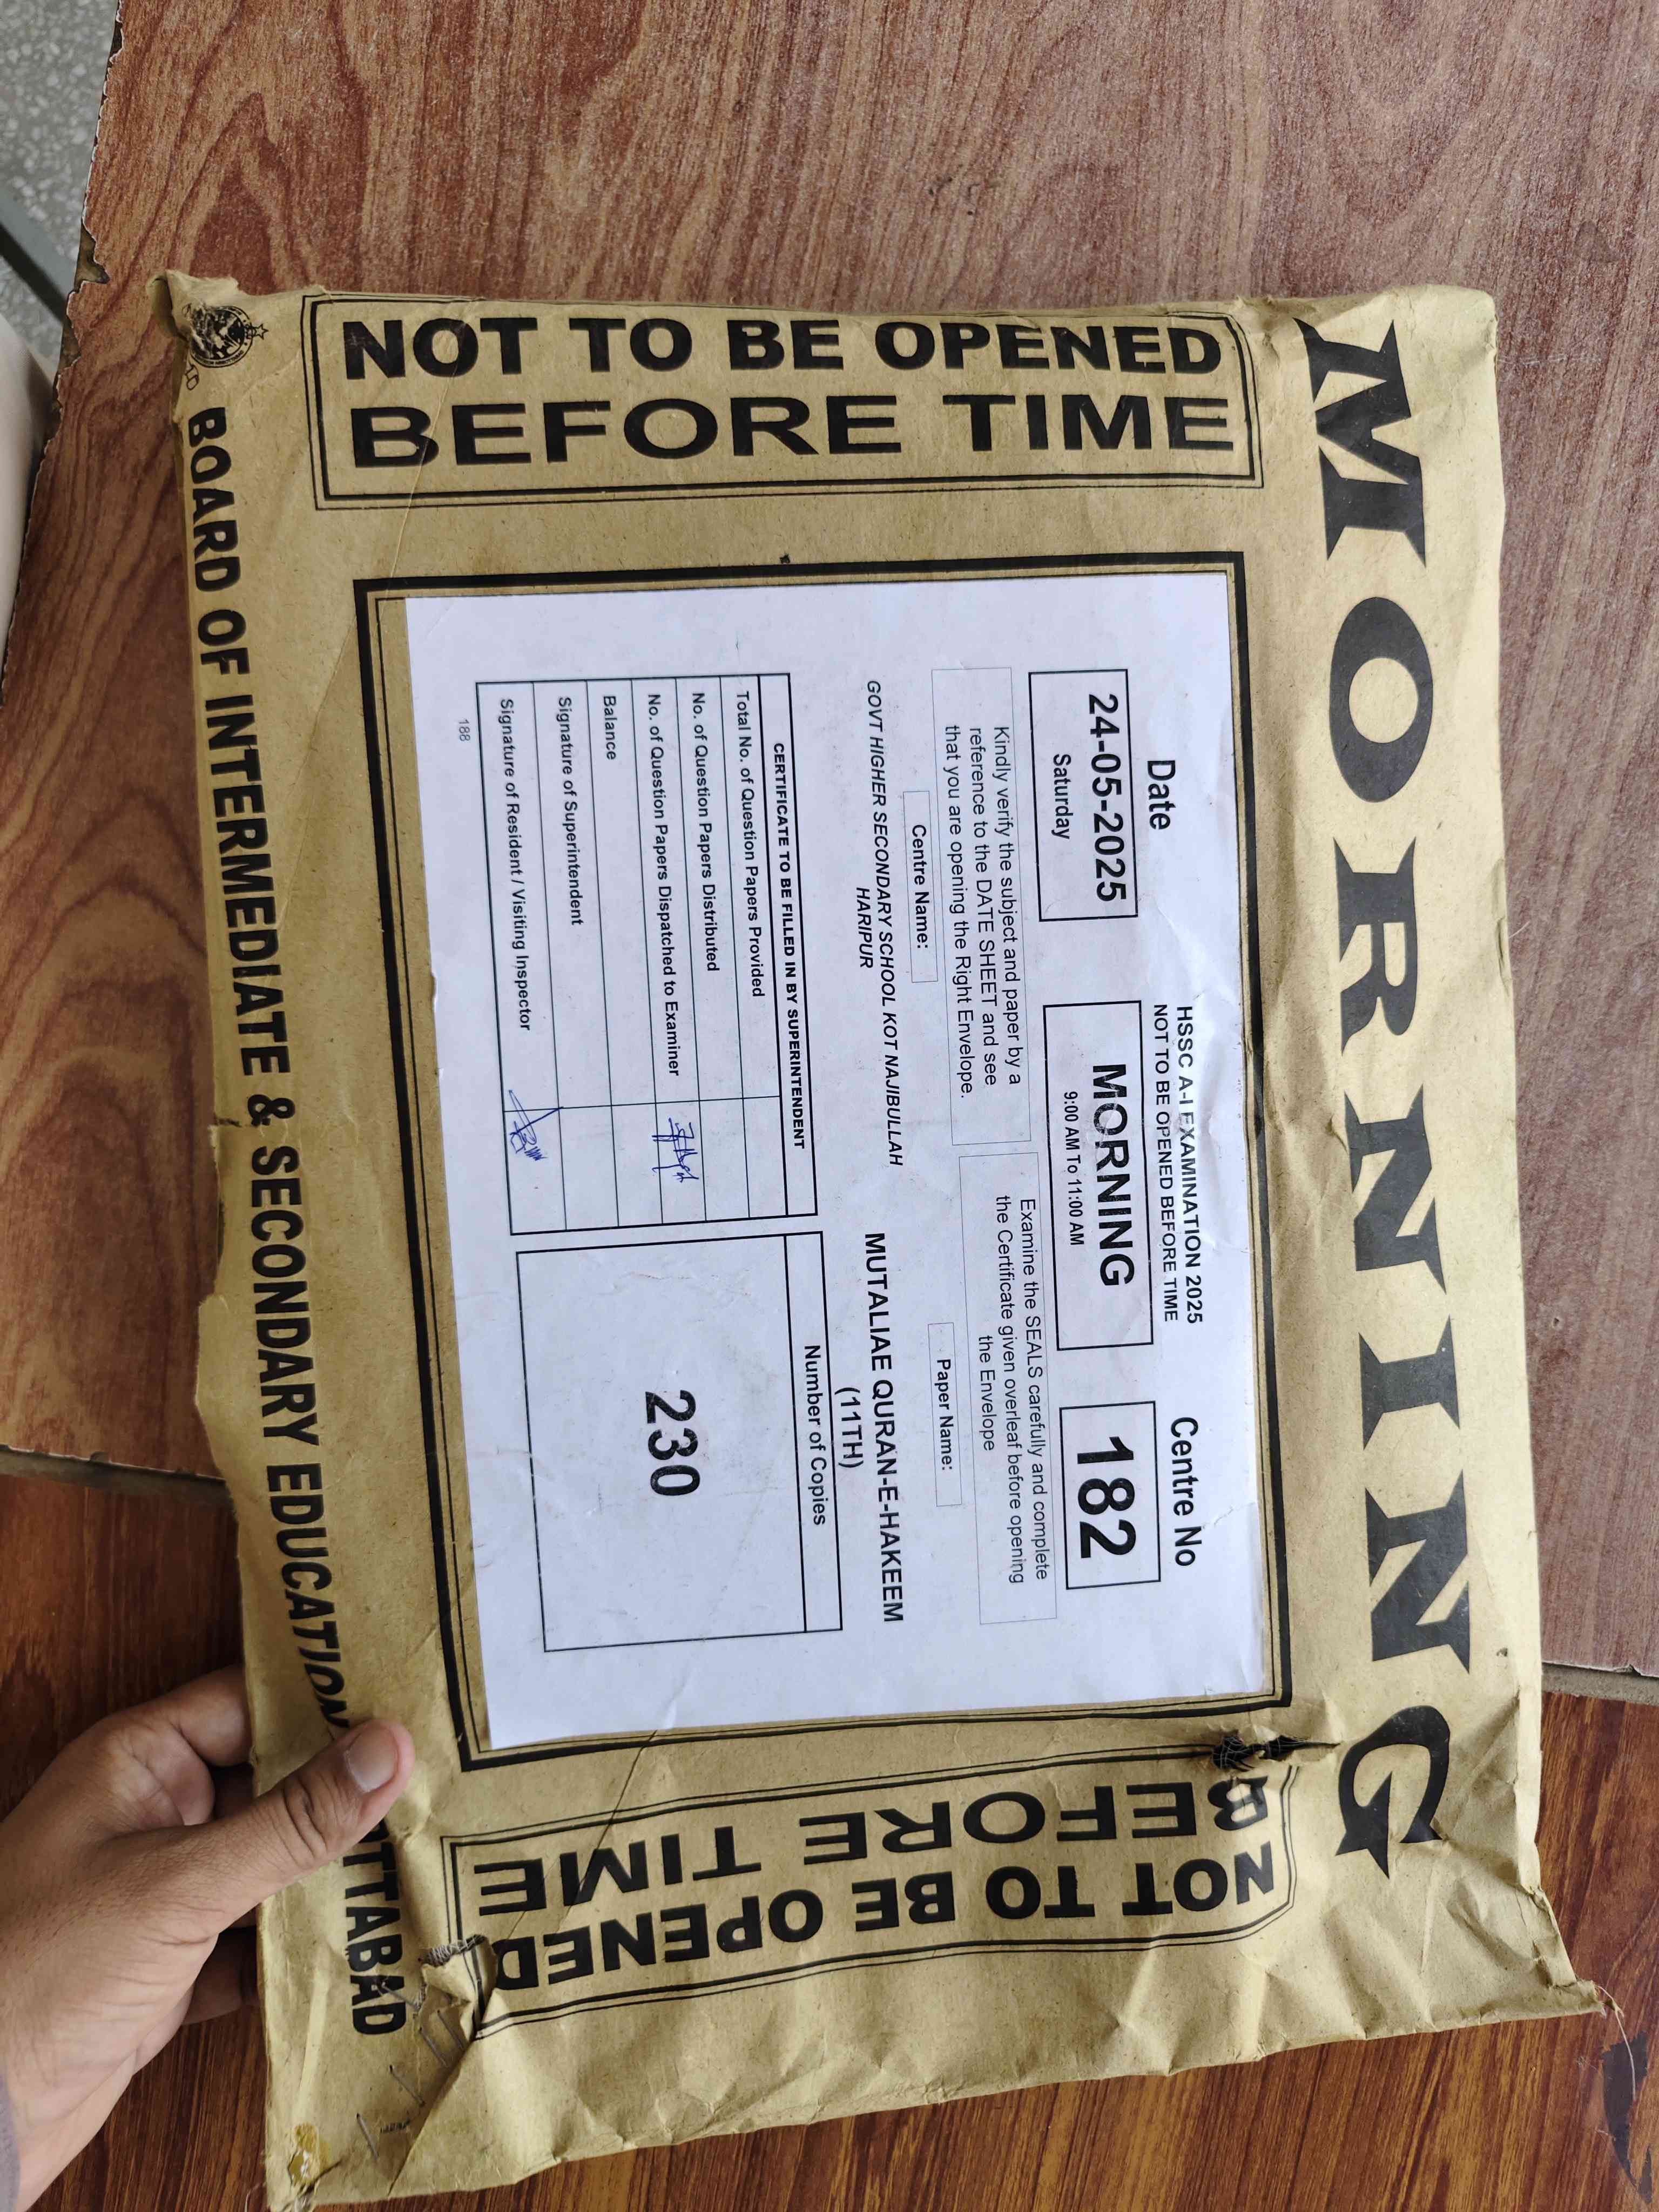 MORNING
NOT TO BE OPENED
BEFORE TIME
Date
HSSC A-I EXAMINATION 2025
NOT TO BE OPENED BEFORE TIME
Centre No
24-05-2025
Saturday
MORNING
9:00 AM To 11:00 AM
182
Kindly verify the subject and paper by a
reference to the DATE SHEET and see
that you are opening the Right Envelope.
Examine the SEALS carefully and complete
the Certificate given overleaf before opening
the Envelope
Centre Name:
Paper Name:
GOVT HIGHER SECONDARY SCHOOL KOT NAJIBULLAH
HARIPUR
MUTALIAE QURAN-E-HAKEEM
(11TH)
CERTIFICATE TO BE FILLED IN BY SUPERINTENDENT
Total No. of Question Papers Provided
No. of Question Papers Distributed
No. of Question Papers Dispatched to Examiner
Balance
Signature of Superintendent
Signature of Resident / Visiting Inspector
Number of Copies
230
188
NOT TO BE OPENED
BEFORE TIME
BOARD OF INTERMEDIATE & SECONDARY EDUCATION OTTABAD